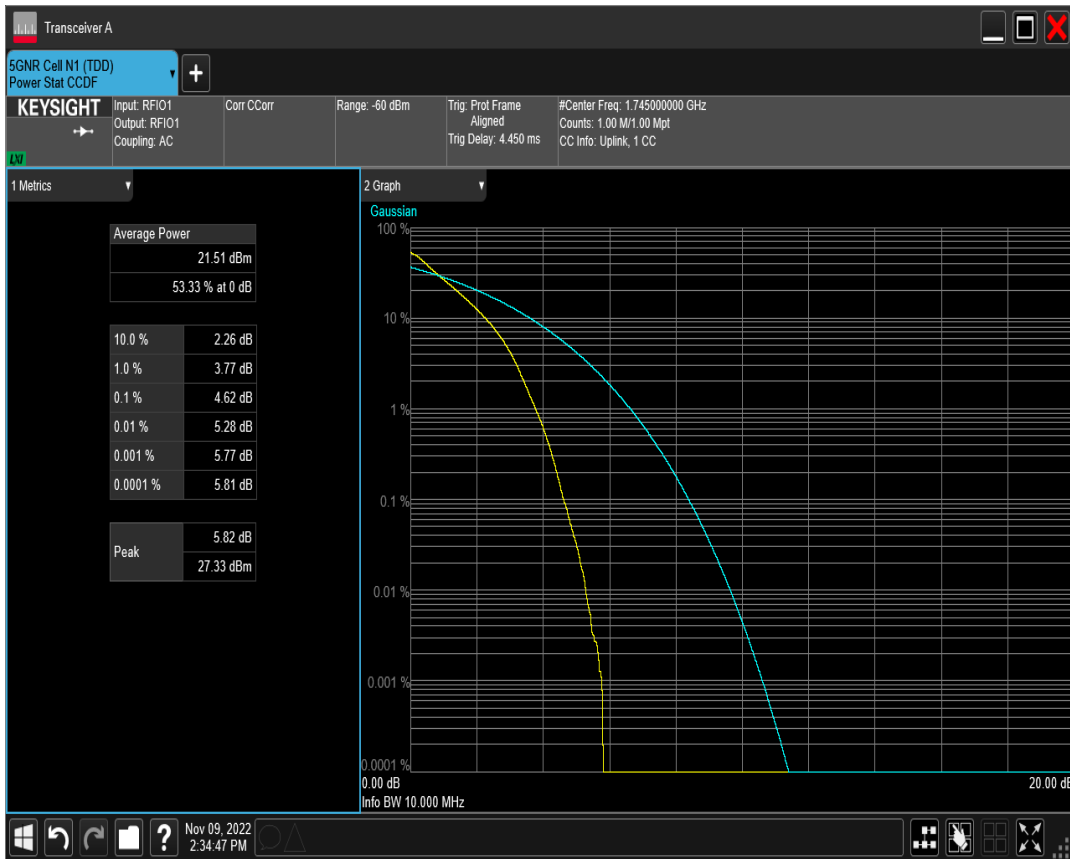 Transceiver A
5GNR Cell N1 (TDD)
Power Stat CCDF
+
KEYSIGHT
LXI
Input: RFIO1
Output: RFIO1
Coupling: AC
Corr CCorr
Range: -60 dBm
Trig: Prot Frame
Aligned
Trig Delay: 4.450 ms
#Center Freq: 1.745000000 GHz
Counts: 1.00 M/1.00 Mpt
CC Info: Uplink, 1 CC
1 Metrics
Average Power
21.51 dBm
53.33 % at 0 dB
10.0 % 2.26 dB
1.0 % 3.77 dB
0.1 % 4.62 dB
0.01 % 5.28 dB
0.001 % 5.77 dB
0.0001 % 5.81 dB
Peak 5.82 dB
27.33 dBm
2 Graph
Gaussian
100 %
10 %
1 %
0.1 %
0.01 %
0.001 %
0.0001 %
0.00 dB 20.00 dB
Info BW 10.000 MHz
?
Nov 09, 2022
2:34:47 PM